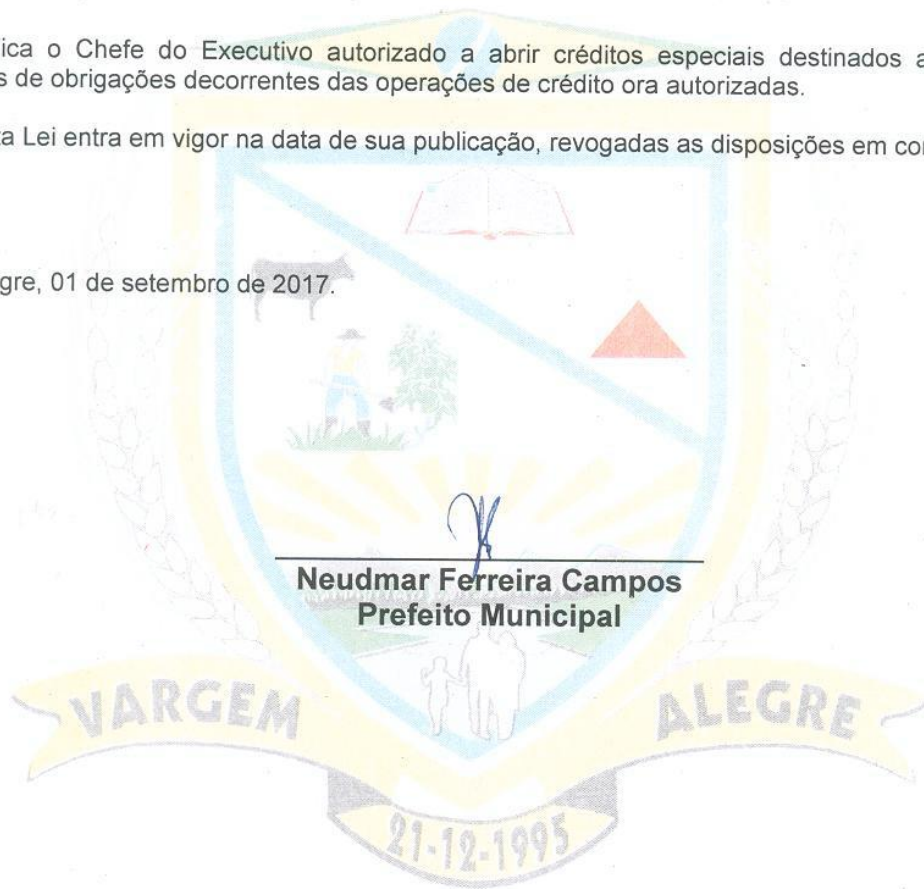 ica o Chefe do Executivo autorizado a abrir créditos especiais destinados a
s de obrigações decorrentes das operações de crédito ora autorizadas.
ta Lei entra em vigor na data de sua publicação, revogadas as disposições em co
gre, 01 de setembro de 2017.
Neudmar Ferreira Campos
Prefeito Municipal
VARGEM ALEGRE
21-12-1995